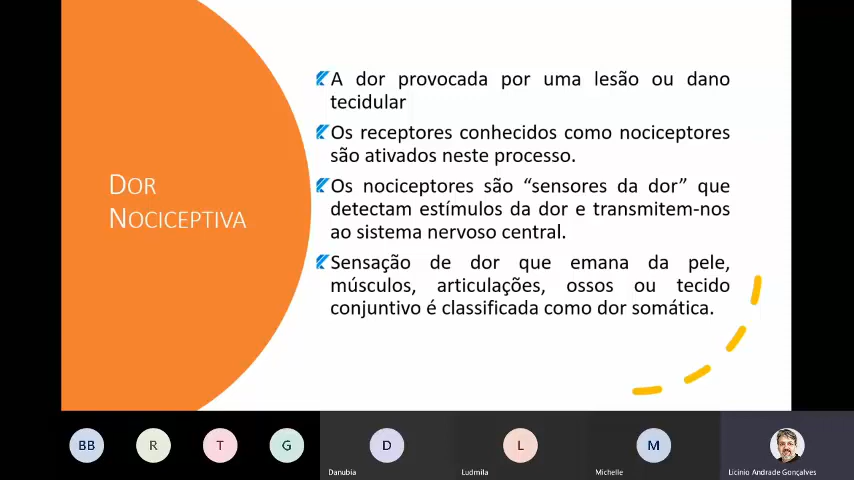 DOR
NOCICEPTIVA
A dor provocada por uma lesão ou dano
tecidular
Os receptores conhecidos como nociceptores
são ativados neste processo.
Os nociceptores são “sensores da dor” que
detectam estímulos da dor e transmitem-nos
ao sistema nervoso central.
Sensação de dor que emana da pele,
músculos, articulações, ossos ou tecido
conjuntivo é classificada como dor somática.
BB
R
T
G
D
L
M
Danubia
Ludmila
Michelle
Licinio Andrade Gonçalves